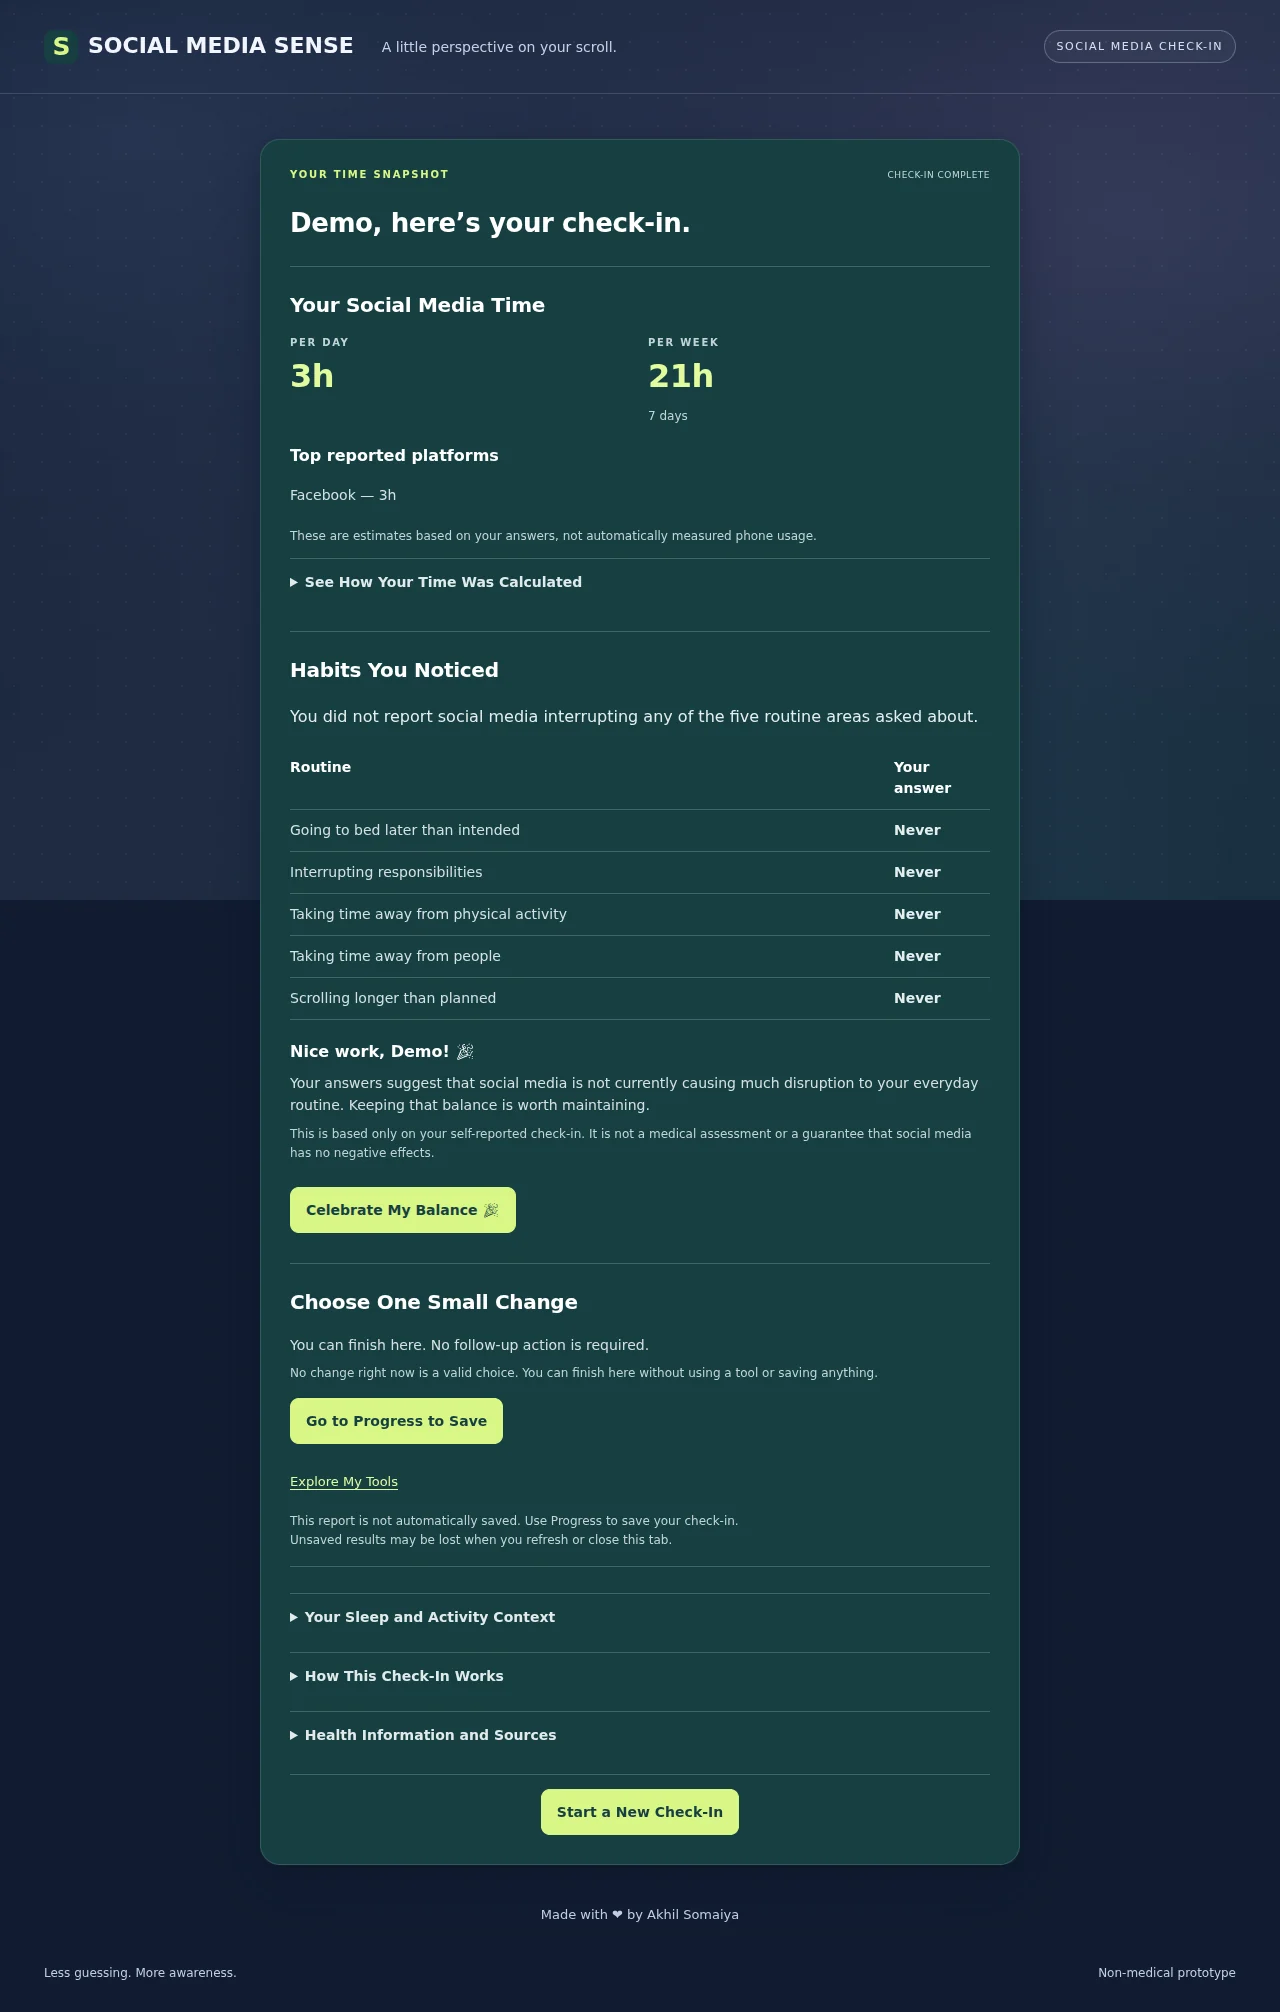 S SOCIAL MEDIA SENSE A little perspective on your scroll. SOCIAL MEDIA CHECK-IN
YOUR TIME SNAPSHOT CHECK-IN COMPLETE
Demo, here’s your check-in.
Your Social Media Time
PER DAY PER WEEK
3h 21h
7 days
Top reported platforms
Facebook — 3h
These are estimates based on your answers, not automatically measured phone usage.
▶ See How Your Time Was Calculated
Habits You Noticed
You did not report social media interrupting any of the five routine areas asked about.
Routine Your
answer
Going to bed later than intended Never
Interrupting responsibilities Never
Taking time away from physical activity Never
Taking time away from people Never
Scrolling longer than planned Never
Nice work, Demo! 🎉
Your answers suggest that social media is not currently causing much disruption to your everyday
routine. Keeping that balance is worth maintaining.
This is based only on your self-reported check-in. It is not a medical assessment or a guarantee that social media
has no negative effects.
Celebrate My Balance 🎉
Choose One Small Change
You can finish here. No follow-up action is required.
No change right now is a valid choice. You can finish here without using a tool or saving anything.
Go to Progress to Save
Explore My Tools
This report is not automatically saved. Use Progress to save your check-in.
Unsaved results may be lost when you refresh or close this tab.
▶ Your Sleep and Activity Context
▶ How This Check-In Works
▶ Health Information and Sources
Start a New Check-In
Made with ❤ by Akhil Somaiya
Less guessing. More awareness. Non-medical prototype